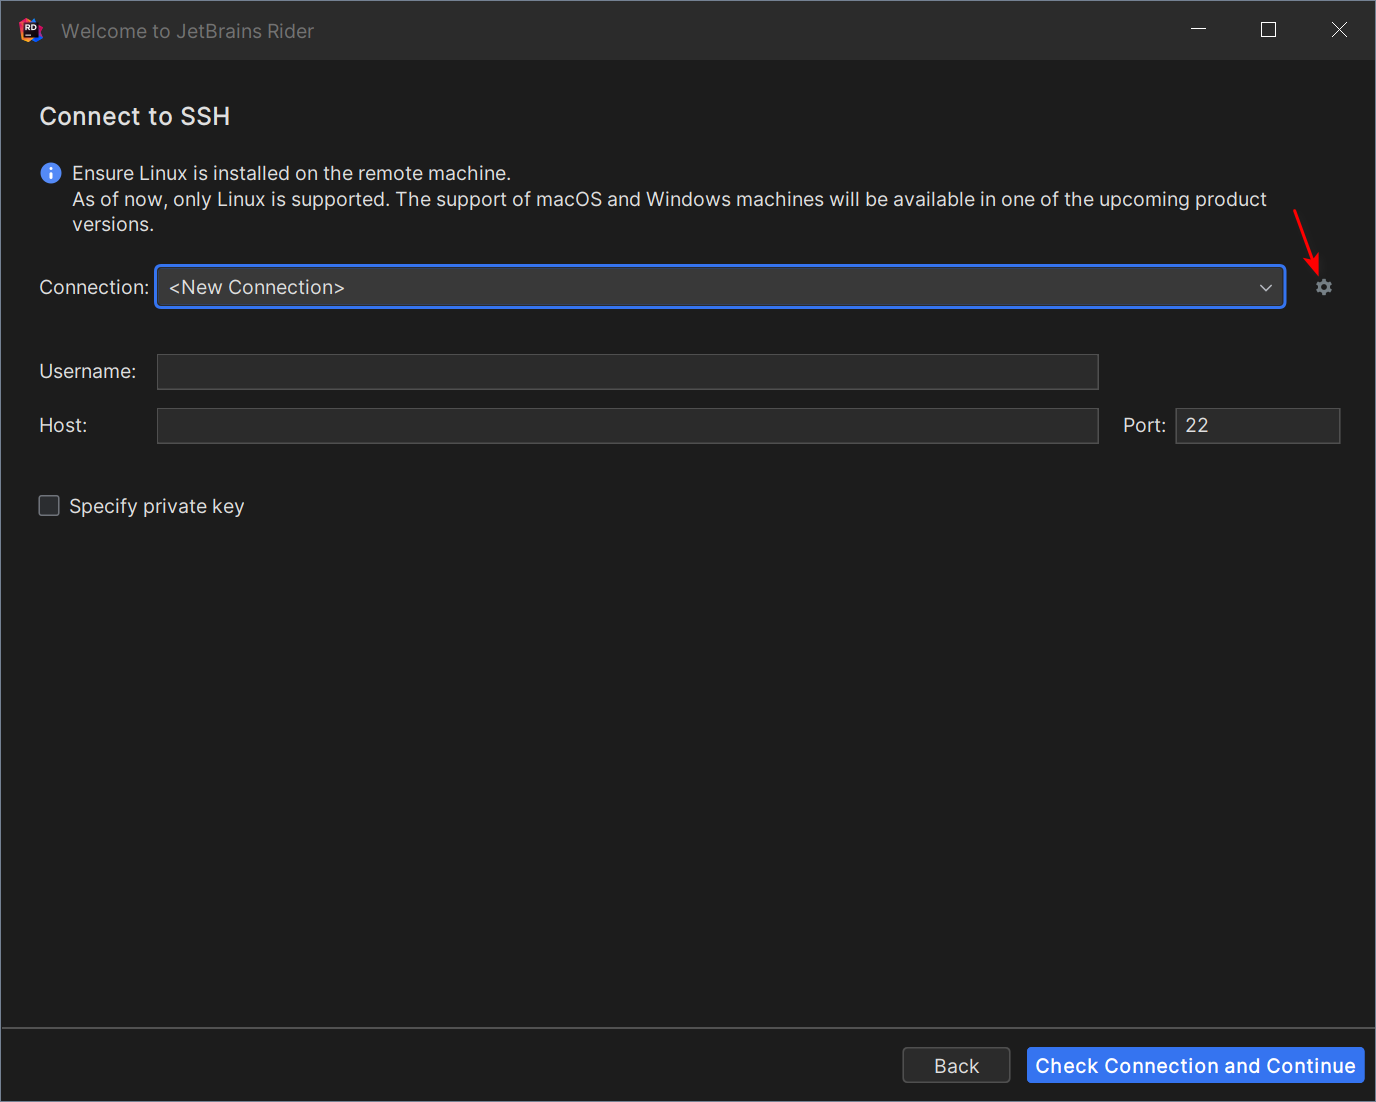 RD
Welcome to JetBrains Rider
Connect to SSH
Ensure Linux is installed on the remote machine.
As of now, only Linux is supported. The support of macOS and Windows machines will be available in one of the upcoming product
versions.
Connection: <New Connection>
Username:
Host:
Port: 22
Specify private key
Back
Check Connection and Continue